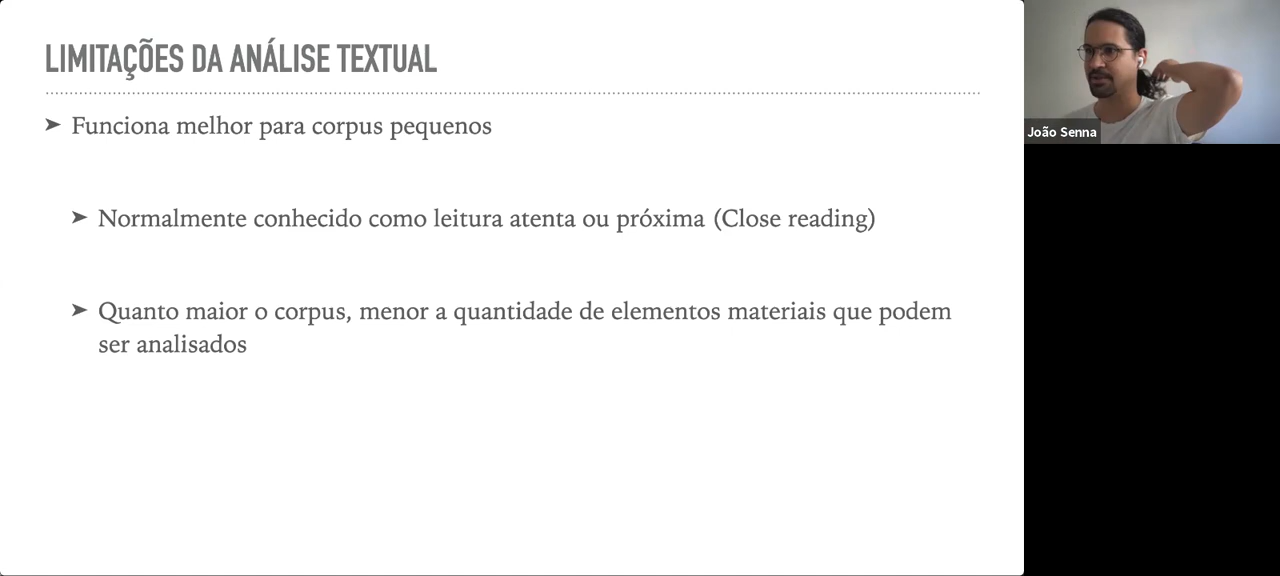 LIMITAÇÕES DA ANÁLISE TEXTUAL
➤ Funciona melhor para corpus pequenos
➤ Normalmente conhecido como leitura atenta ou próxima (Close reading)
➤ Quanto maior o corpus, menor a quantidade de elementos materiais que podem
ser analisados
João Senna